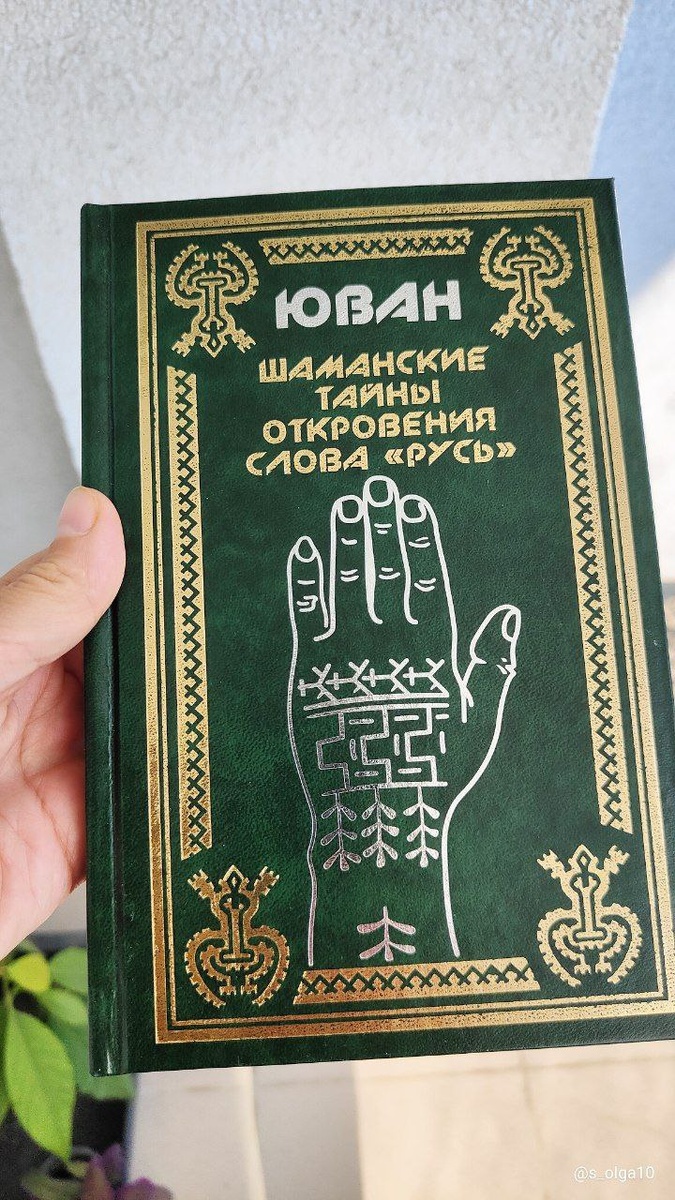 ЮВАН
ШАМАНСКИЕ
ТАЙНЫ
ОТКРОВЕНИЯ
СЛОВА «РУСЬ»
@s_olga10